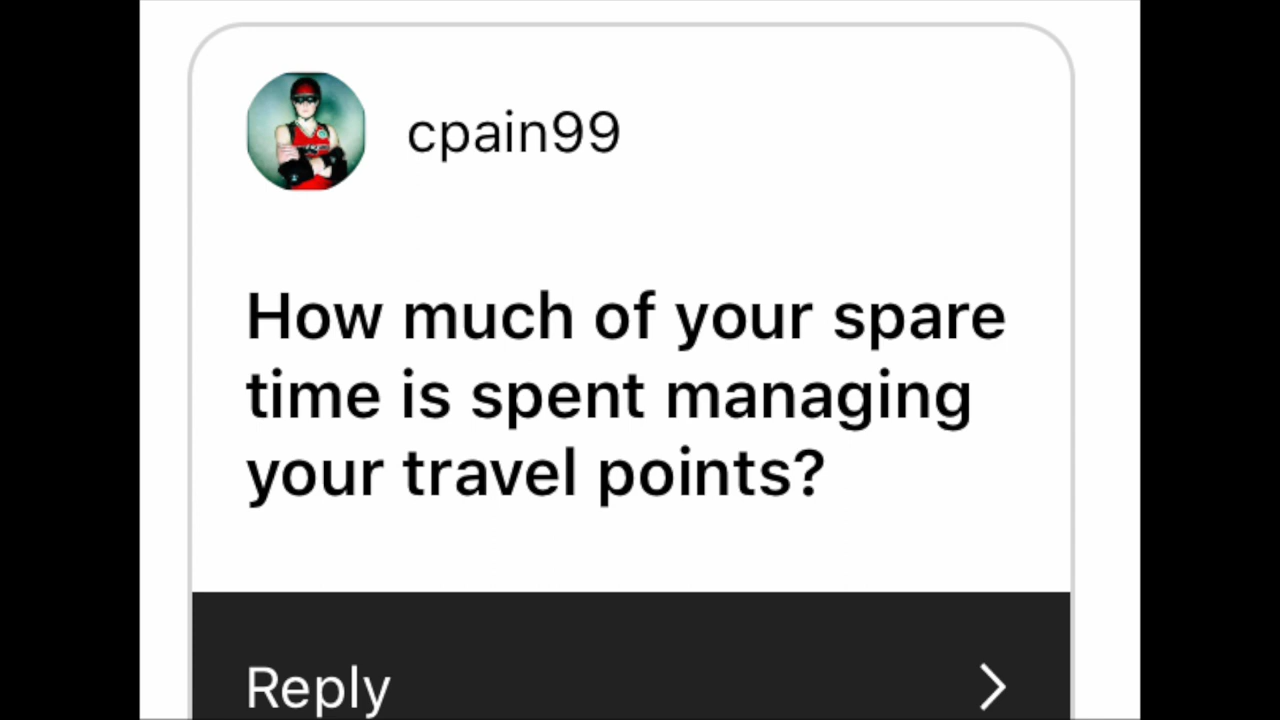 cpain99
How much of your spare
time is spent managing
your travel points?
Reply